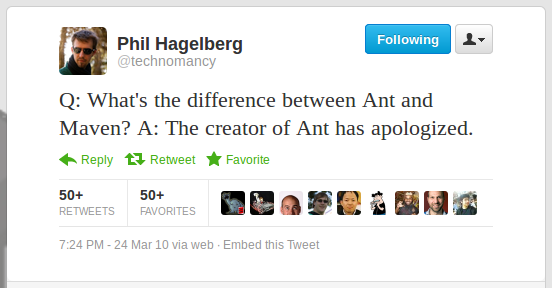 Phil Hagelberg
@technomancy
Following
Q: What's the difference between Ant and
Maven? A: The creator of Ant has apologized.
Reply Retweet Favorite
50+ 50+
RETWEETS FAVORITES
7:24 PM - 24 Mar 10 via web · Embed this Tweet